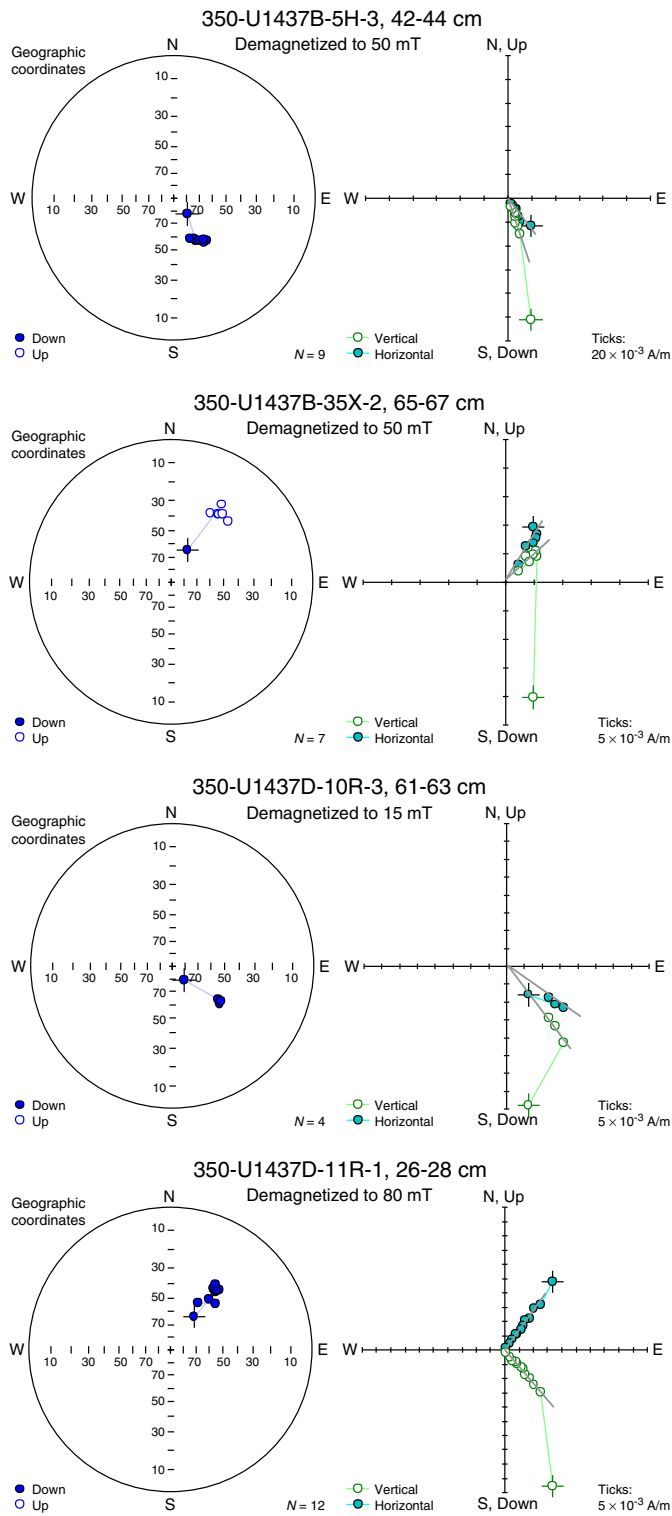 350-U1437B-5H-3, 42-44 cm
Demagnetized to 50 mT
Geographic
coordinates
N
N, Up
10
30
50
70
W
10 30 50 70
70 50 30 10
E
W
E
70
50
30
10
S
S, Down
Down
Up
N = 9
Vertical
Horizontal
Ticks:
20 × 10⁻³ A/m
350-U1437B-35X-2, 65-67 cm
Demagnetized to 50 mT
Geographic
coordinates
N
N, Up
10
30
50
70
W
10 30 50 70
70 50 30 10
E
W
E
70
50
30
10
S
S, Down
Down
Up
N = 7
Vertical
Horizontal
Ticks:
5 × 10⁻³ A/m
350-U1437D-10R-3, 61-63 cm
Demagnetized to 15 mT
Geographic
coordinates
N
N, Up
10
30
50
70
W
10 30 50 70
70 50 30 10
E
W
E
70
50
30
10
S
S, Down
Down
Up
N = 4
Vertical
Horizontal
Ticks:
5 × 10⁻³ A/m
350-U1437D-11R-1, 26-28 cm
Demagnetized to 80 mT
Geographic
coordinates
N
N, Up
10
30
50
70
W
10 30 50 70
70 50 30 10
E
W
E
70
50
30
10
S
S, Down
Down
Up
N = 12
Vertical
Horizontal
Ticks:
5 × 10⁻³ A/m